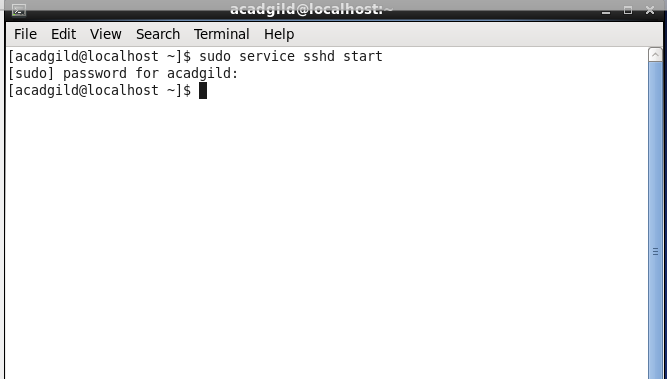 acadgild@localhost:~
File Edit View Search Terminal Help
[acadgild@localhost ~]$ sudo service sshd start
[sudo] password for acadgild:
[acadgild@localhost ~]$